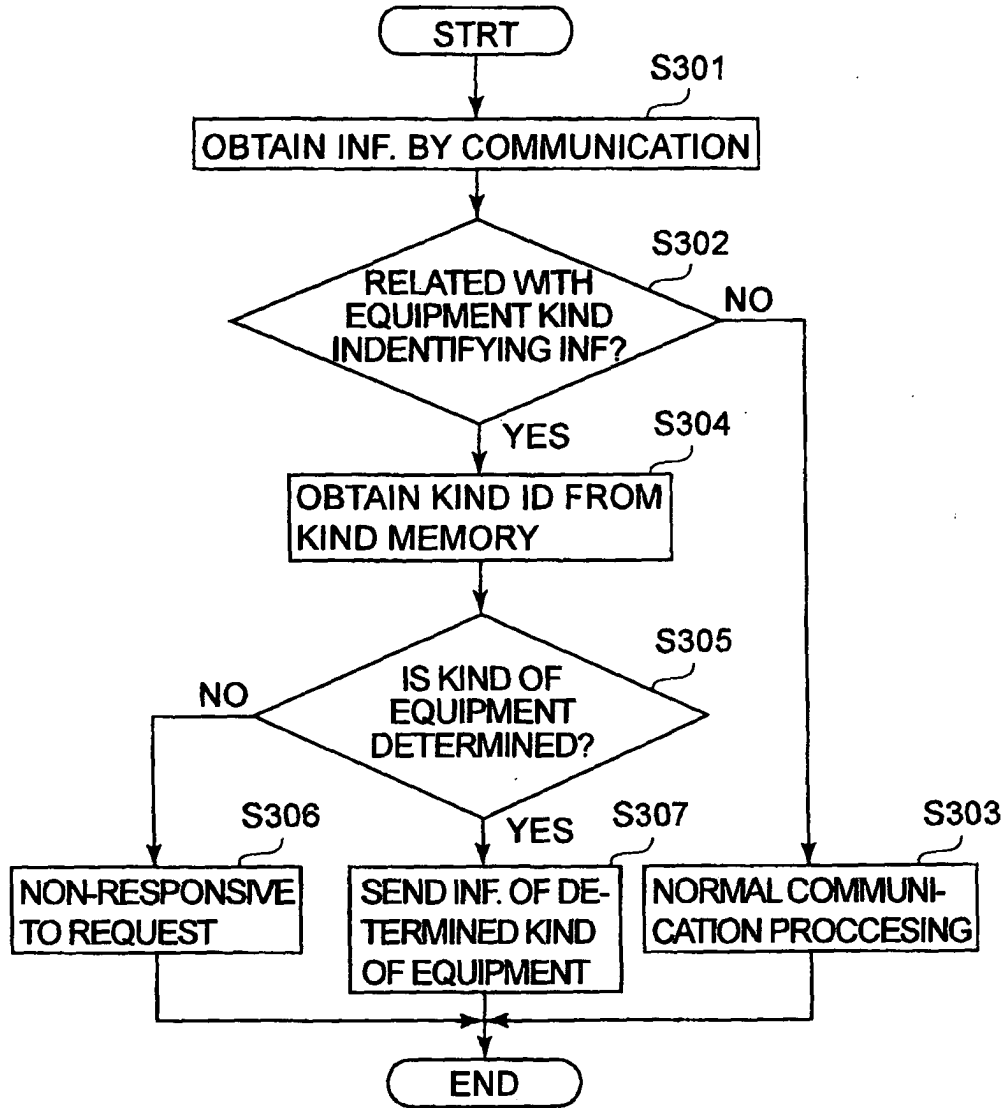 STRT
S301
OBTAIN INF. BY COMMUNICATION
S302
RELATED WITH
EQUIPMENT KIND
INDENTIFYING INF?
NO
YES
S304
OBTAIN KIND ID FROM
KIND MEMORY
S305
IS KIND OF
EQUIPMENT
DETERMINED?
NO
YES
S306
NON-RESPONSIVE
TO REQUEST
S307
SEND INF. OF DE-
TERMINED KIND
OF EQUIPMENT
S303
NORMAL COMMUNI-
CATION PROCCESING
END